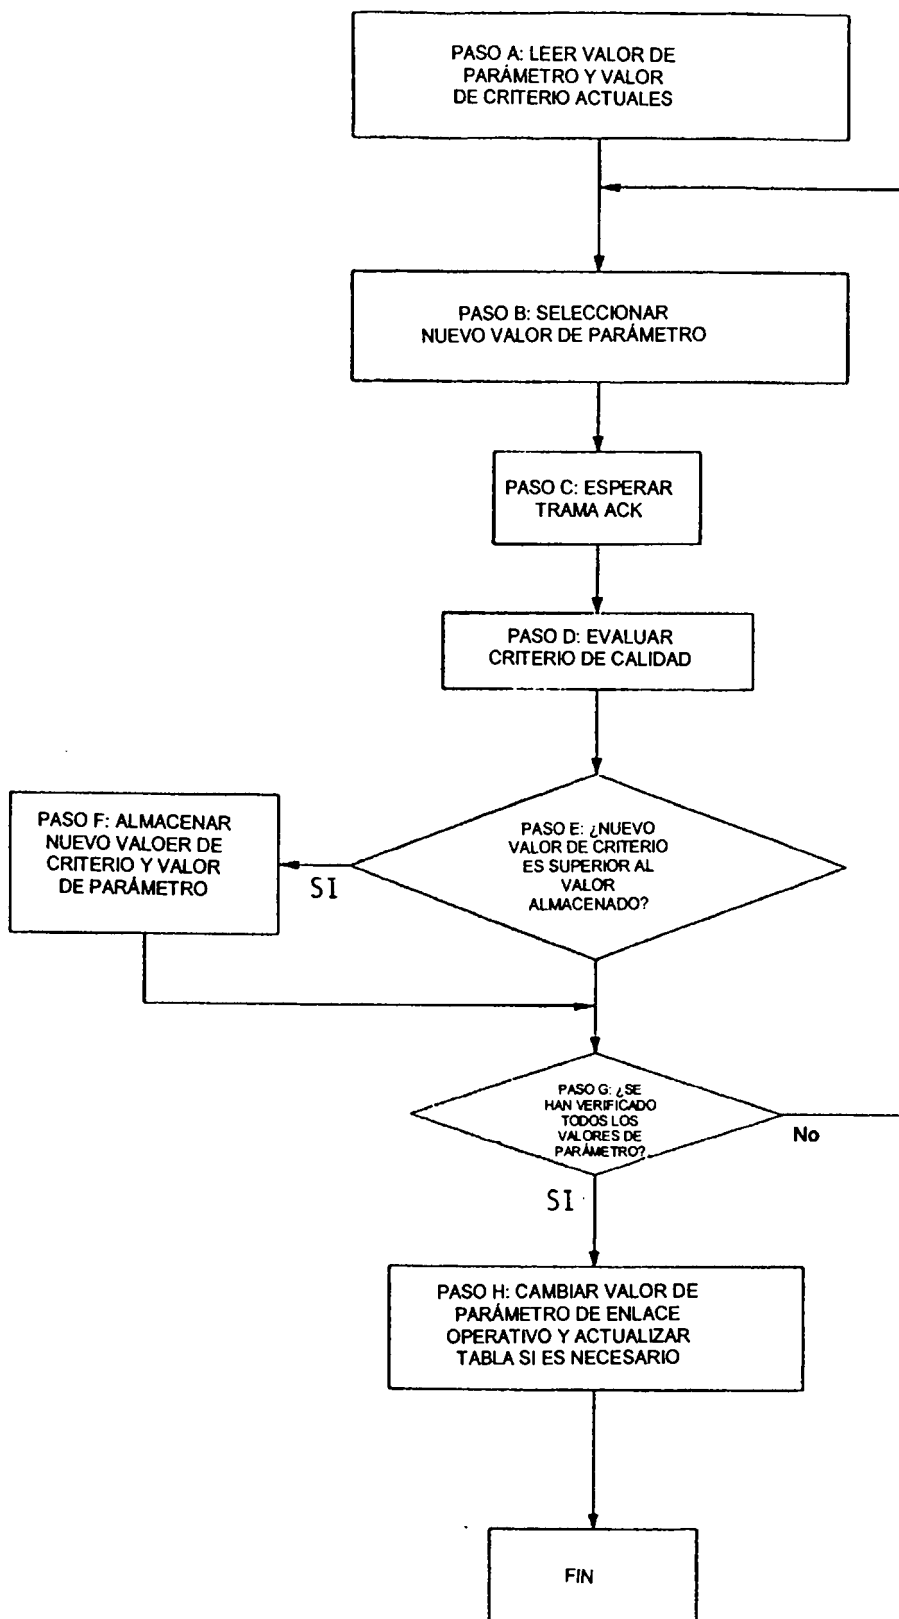 PASO A: LEER VALOR DE
PARÁMETRO Y VALOR
DE CRITERIO ACTUALES
PASO B: SELECCIONAR
NUEVO VALOR DE PARÁMETRO
PASO C: ESPERAR
TRAMA ACK
PASO D: EVALUAR
CRITERIO DE CALIDAD
PASO E: ¿NUEVO
VALOR DE CRITERIO
ES SUPERIOR AL
VALOR
ALMACENADO?
SI
PASO F: ALMACENAR
NUEVO VALOER DE
CRITERIO Y VALOR
DE PARÁMETRO
PASO G: ¿SE
HAN VERIFICADO
TODOS LOS
VALORES DE
PARÁMETRO?
No
SI
PASO H: CAMBIAR VALOR DE
PARÁMETRO DE ENLACE
OPERATIVO Y ACTUALIZAR
TABLA SI ES NECESARIO
FIN